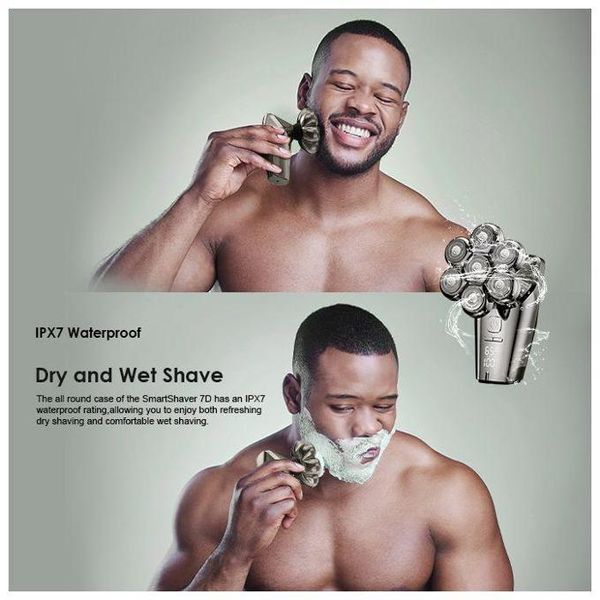 IPX7 Waterproof
Dry and Wet Shave
The all round case of the SmartShaver 7D has an IPX7
waterproof rating,allowing you to enjoy both refreshing
dry shaving and comfortable wet shaving.